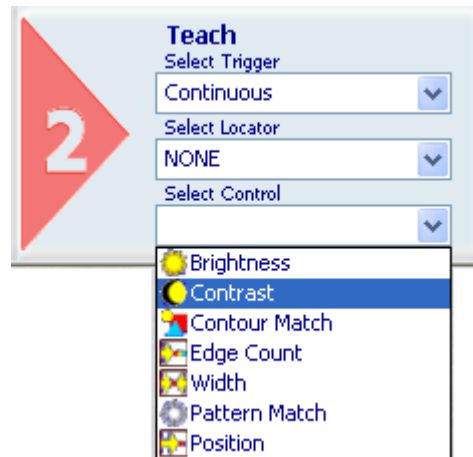 2
Teach
Select Trigger
Continuous
Select Locator
NONE
Select Control
Brightness
Contrast
Contour Match
Edge Count
Width
Pattern Match
Position